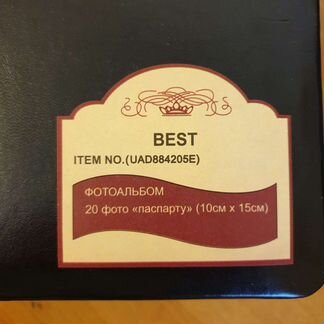 BEST
ITEM NO.(UAD884205E)
ФОТОАЛЬБОМ
20 фото «паспарту» (10см х 15см)